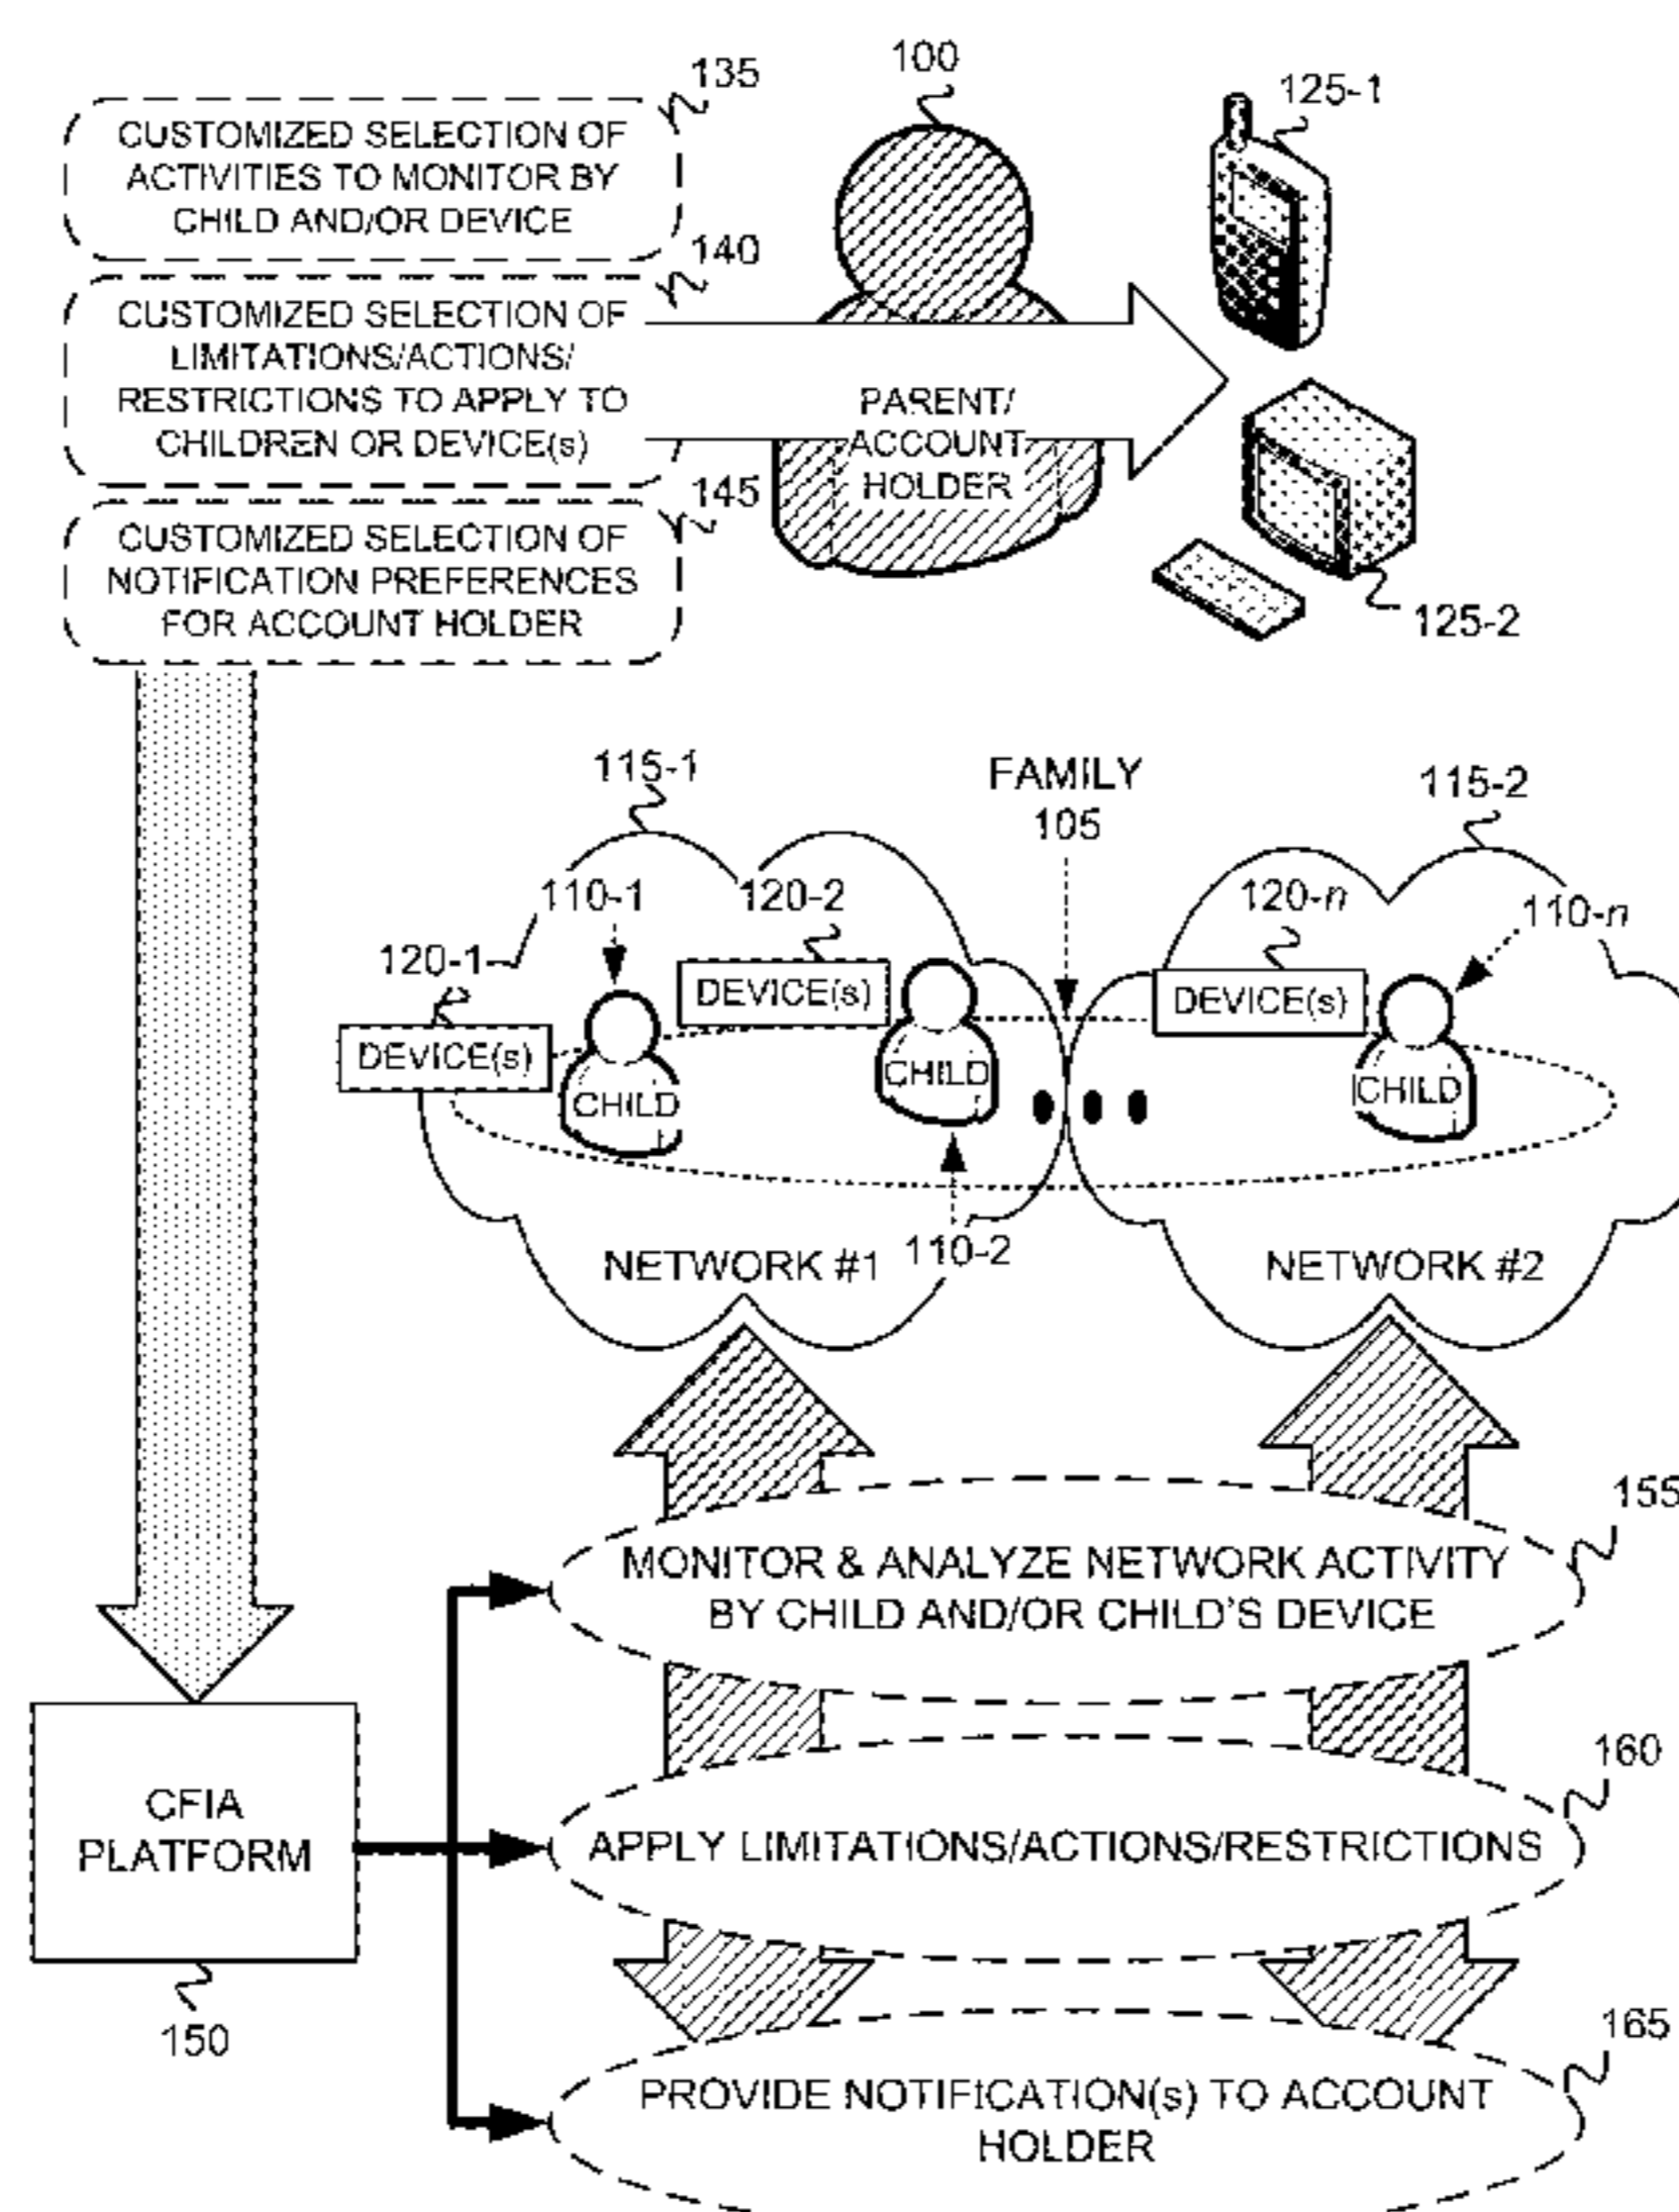 135
100
125-1
CUSTOMIZED SELECTION OF
ACTIVITIES TO MONITOR BY
CHILD AND/OR DEVICE
140
CUSTOMIZED SELECTION OF
LIMITATIONS/ACTIONS/
RESTRICTIONS TO APPLY TO
CHILDREN OR DEVICE(s)
PARENT/
ACCOUNT
HOLDER
145
CUSTOMIZED SELECTION OF
NOTIFICATION PREFERENCES
FOR ACCOUNT HOLDER
125-2
115-1
FAMILY
105
115-2
110-1
120-2
120-n
110-n
120-1
DEVICE(s)
DEVICE(s)
DEVICE(s)
CHILD
CHILD
CHILD
NETWORK #1
110-2
NETWORK #2
155
MONITOR & ANALYZE NETWORK ACTIVITY
BY CHILD AND/OR CHILD'S DEVICE
160
CFIA
PLATFORM
APPLY LIMITATIONS/ACTIONS/RESTRICTIONS
150
165
PROVIDE NOTIFICATION(s) TO ACCOUNT
HOLDER